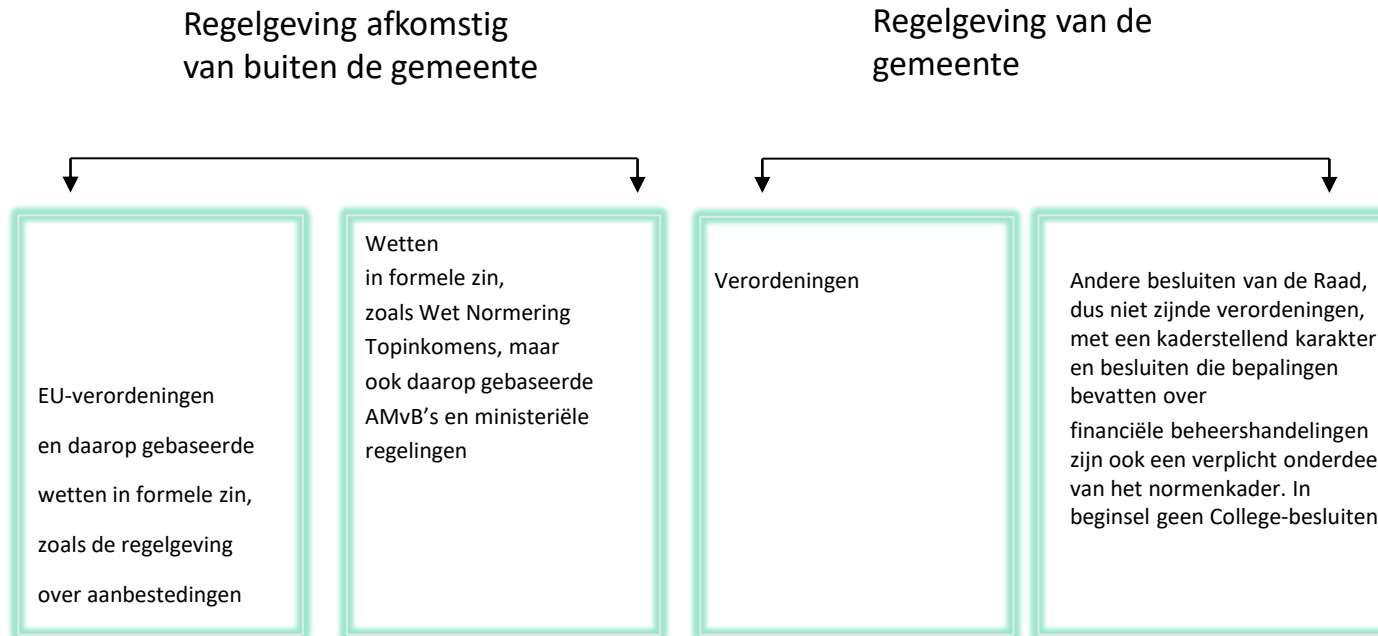 Regelgeving afkomstig
van buiten de gemeente
Regelgeving van de
gemeente
EU-verordeningen
en daarop gebaseerde
wetten in formele zin,
zoals de regelgeving
over aanbestedingen
Wetten
in formele zin,
zoals Wet Normering
Topinkomens, maar
ook daarop gebaseerde
AMvB's en ministeriële
regelingen
Verordeningen
Andere besluiten van de Raad,
dus niet zijnde verordeningen,
met een kaderstellend karakter
en besluiten die bepalingen
bevatten over
financiële beheershandelingen
zijn ook een verplicht onderdee
van het normenkader. In
beginsel geen College-besluiten